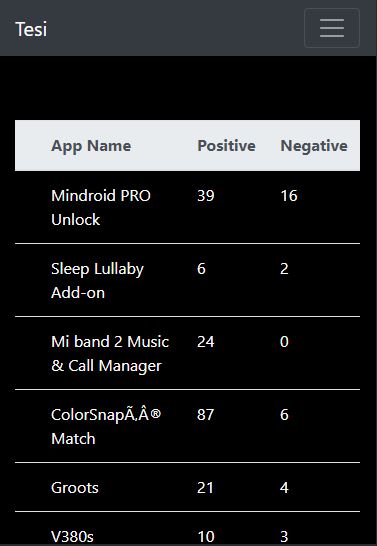 Tesi
App Name Positive Negative
Mindroid PRO 39 16
Unlock
Sleep Lullaby 6 2
Add-on
Mi band 2 Music 24 0
& Call Manager
ColorSnapÃ‚Â® 87 6
Match
Groots 21 4
V380s 10 3